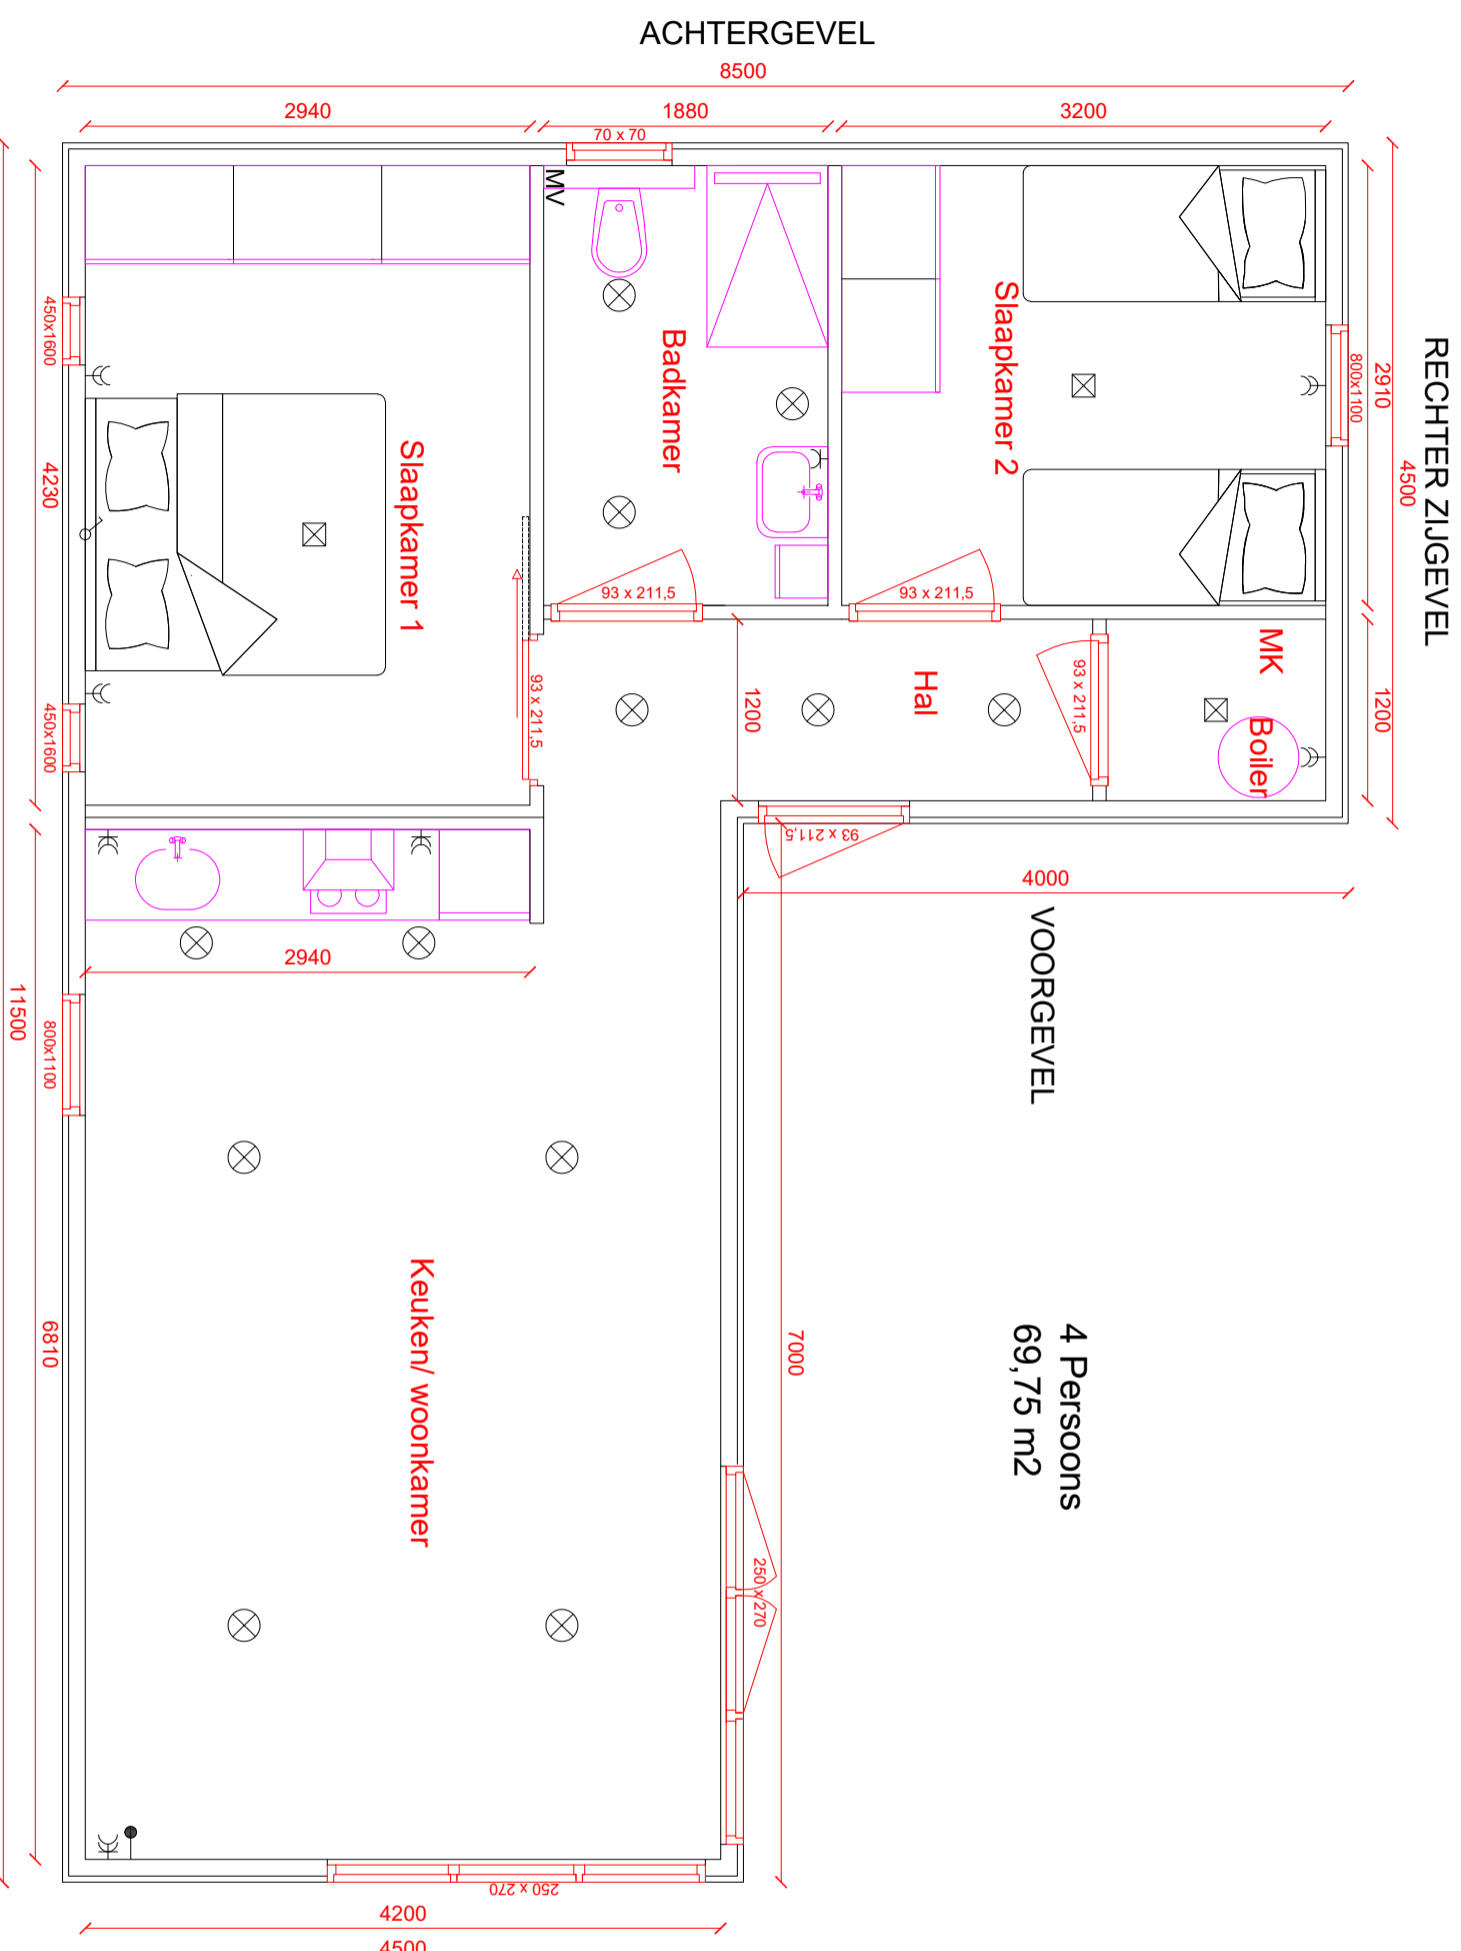 ACHTERGEVEL
8500
2940
1880
3200
70 x 70
MV
RECHTER ZIJGEVEL
2910
4500
800x1100
Slaapkamer 2
Badkamer
450x1600
4230
Slaapkamer 1
93 x 211,5
93 x 211,5
MK
1200
Boiler
93 x 211,5
Hal
1200
93 x 211,5
450x1600
93 x 211,5
4000
VOORGEVEL
2940
11500
800x1100
4 Persoons
69,75 m2
7000
Keuken/ woonkamer
6810
250 x 270
250 x 270
4200
4500